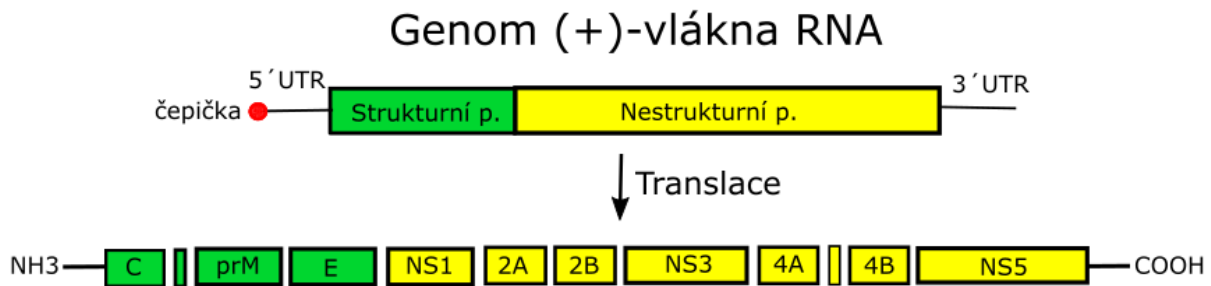 Genom (+)-vlákna RNA
5´UTR
3´UTR
čepička
Strukturní p.
Nestrukturní p.
Translace
NH3 C prM E NS1 2A 2B NS3 4A 4B NS5 COOH